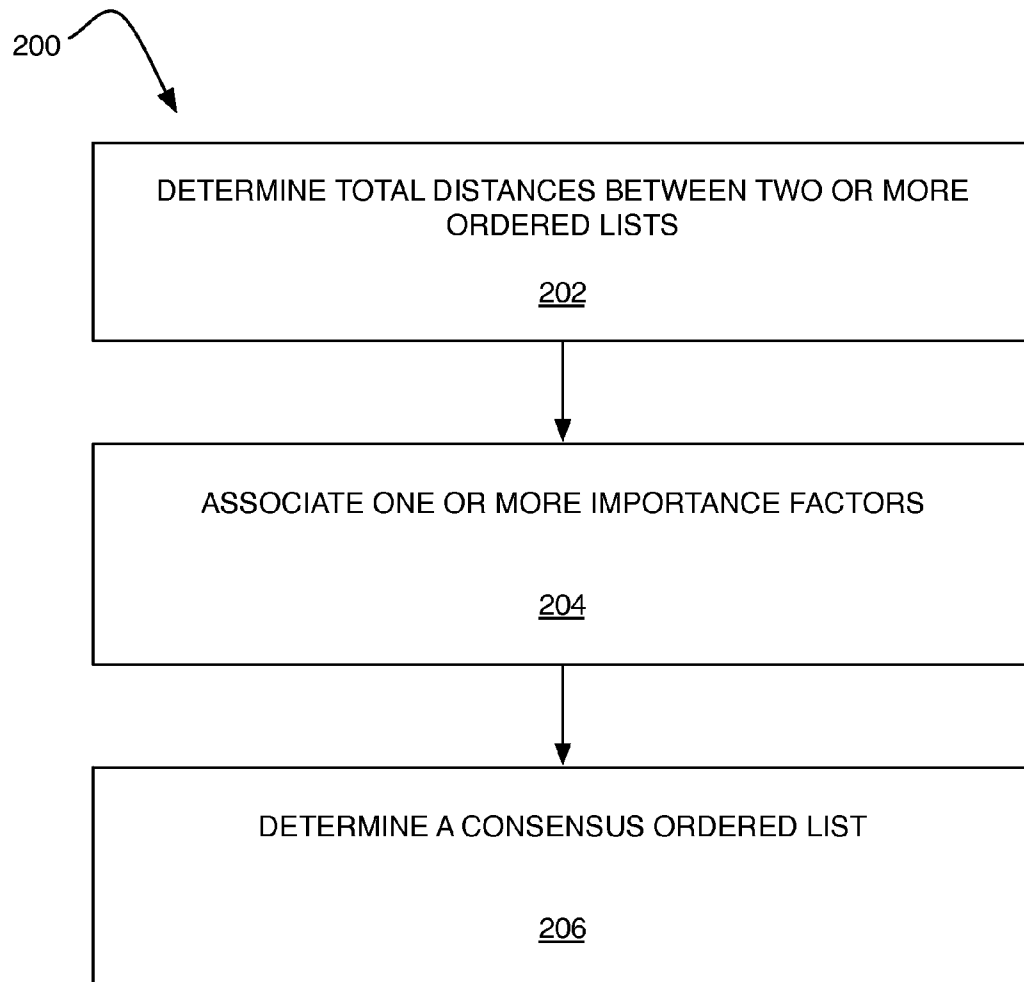 200
DETERMINE TOTAL DISTANCES BETWEEN TWO OR MORE
ORDERED LISTS
202
ASSOCIATE ONE OR MORE IMPORTANCE FACTORS
204
DETERMINE A CONSENSUS ORDERED LIST
206